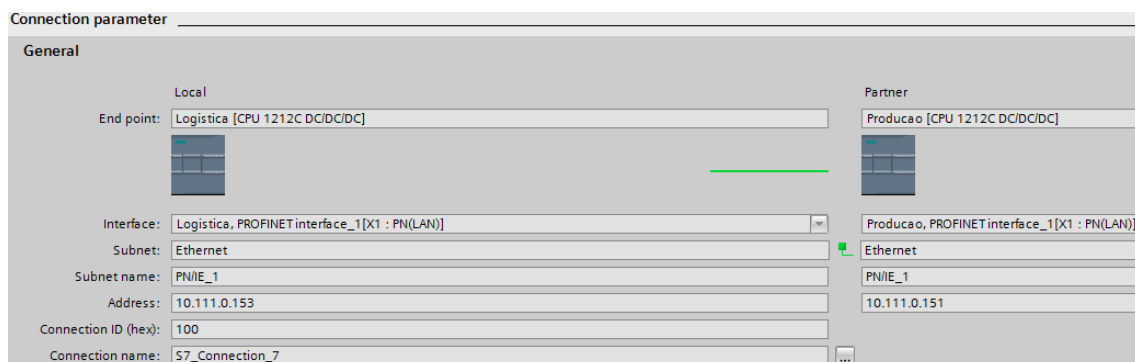 Connection parameter
General
Local Partner
End point: Logistica [CPU 1212C DC/DC/DC] Producao [CPU 1212C DC/DC/DC]
Interface: Logistica, PROFINET interface_1[X1 : PN(LAN)] Producao, PROFINET interface_1[X1 : PN(LAN)]
Subnet: Ethernet Ethernet
Subnet name: PN/IE_1 PN/IE_1
Address: 10.111.0.153 10.111.0.151
Connection ID (hex): 100
Connection name: S7_Connection_7 ...